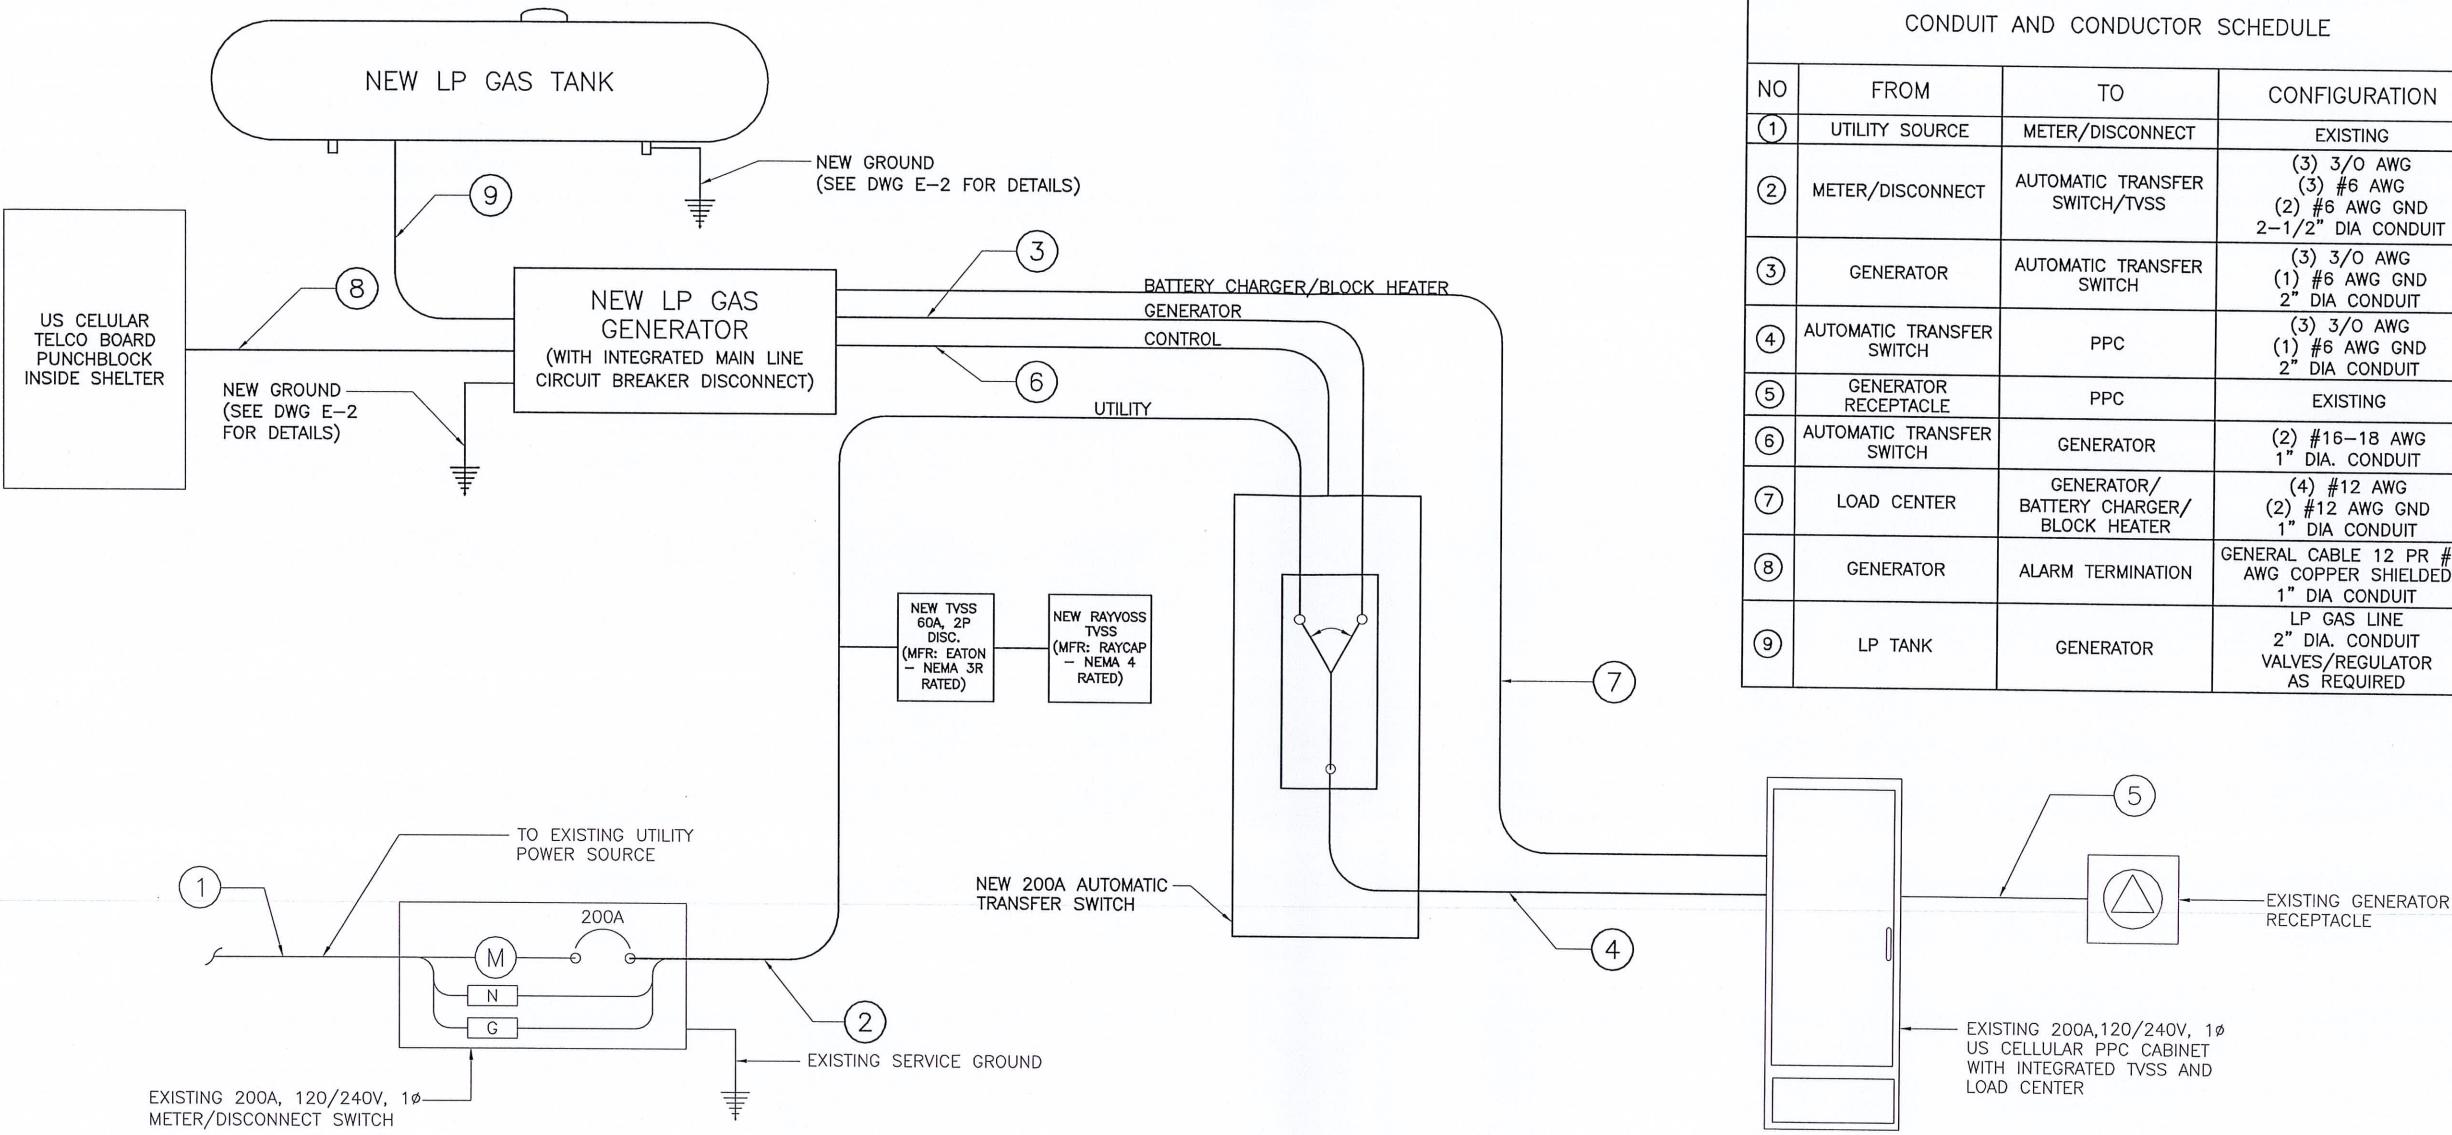 NEW LP GAS TANK
NEW GROUND
(SEE DWG E-2 FOR DETAILS)
9
3
8
US CELULAR
TELCO BOARD
PUNCHBLOCK
INSIDE SHELTER
NEW LP GAS
GENERATOR
(WITH INTEGRATED MAIN LINE
CIRCUIT BREAKER DISCONNECT)
BATTERY CHARGER/BLOCK HEATER
GENERATOR
CONTROL
6
UTILITY
NEW GROUND
(SEE DWG E-2
FOR DETAILS)
NEW TVSS
60A, 2P
DISC.
(MFR: EATON
- NEMA 3R
RATED)
NEW RAYVOSS
TVSS
(MFR: RAYCAP
- NEMA 4
RATED)
7
TO EXISTING UTILITY
POWER SOURCE
1
200A
M
N
G
2
EXISTING SERVICE GROUND
EXISTING 200A, 120/240V, 1ø
METER/DISCONNECT SWITCH
NEW 200A AUTOMATIC
TRANSFER SWITCH
4
5
EXISTING GENERATOR
RECEPTACLE
EXISTING 200A,120/240V, 1ø
US CELLULAR PPC CABINET
WITH INTEGRATED TVSS AND
LOAD CENTER
CONDUIT AND CONDUCTOR SCHEDULE
NO FROM TO CONFIGURATION
1 UTILITY SOURCE METER/DISCONNECT EXISTING
2 METER/DISCONNECT
AUTOMATIC TRANSFER
SWITCH/TVSS
(3) 3/0 AWG
(3) #6 AWG
(2) #6 AWG GND
2-1/2" DIA CONDUIT
3 GENERATOR
AUTOMATIC TRANSFER
SWITCH
(3) 3/0 AWG
(1) #6 AWG GND
2" DIA CONDUIT
4
AUTOMATIC TRANSFER
SWITCH
PPC
(3) 3/0 AWG
(1) #6 AWG GND
2" DIA CONDUIT
5
GENERATOR
RECEPTACLE
PPC
EXISTING
6
AUTOMATIC TRANSFER
SWITCH
GENERATOR
(2) #16-18 AWG
1" DIA. CONDUIT
7
LOAD CENTER
GENERATOR/
BATTERY CHARGER/
BLOCK HEATER
(4) #12 AWG
(2) #12 AWG GND
1" DIA CONDUIT
8
GENERATOR
ALARM TERMINATION
GENERAL CABLE 12 PR #
AWG COPPER SHIELDED
1" DIA CONDUIT
9
LP TANK
GENERATOR
LP GAS LINE
2" DIA. CONDUIT
VALVES/REGULATOR
AS REQUIRED